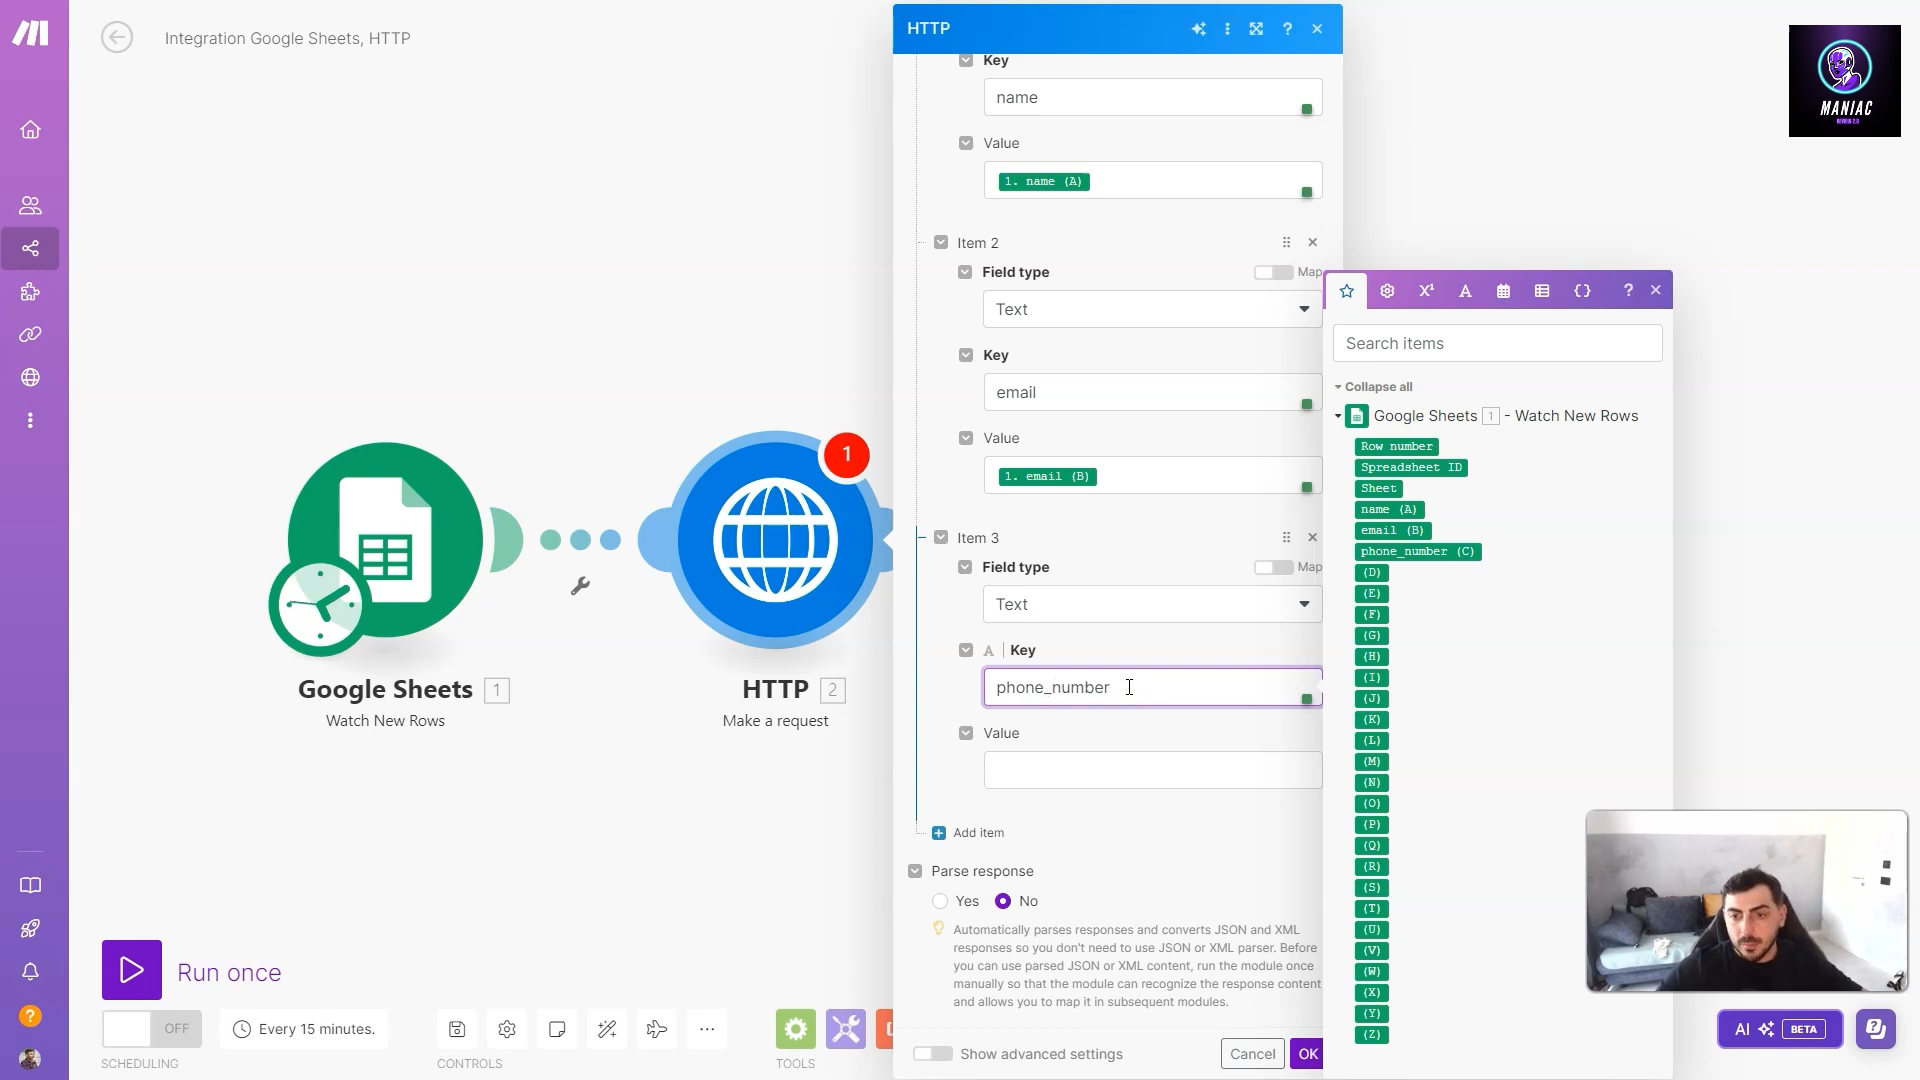 Integration Google Sheets, HTTP
HTTP
?
Key
name
Value
1. name (A)
Item 2
Field type
Map
Text
Key
email
Value
1. email (B)
Item 3
Field type
Map
Text
A
Key
phone_number
Value
Add item
Parse response
Yes
No
Automatically parses responses and converts JSON and XML
responses so you don't need to use JSON or XML parser. Before
you can use parsed JSON or XML content, run the module once
manually so that the module can recognize the response content
and allows you to map it in subsequent modules.
Show advanced settings
Cancel
OK
1
Google Sheets 1
Watch New Rows
HTTP 2
Make a request
Run once
OFF
Every 15 minutes.
SCHEDULING
CONTROLS
TOOLS
X¹
A
{}
?
Search items
Collapse all
Google Sheets 1 - Watch New Rows
Row number
Spreadsheet ID
Sheet
name (A)
email (B)
phone_number (C)
(D)
(E)
(F)
(G)
(H)
(I)
(J)
(K)
(L)
(M)
(N)
(O)
(P)
(Q)
(R)
(S)
(T)
(U)
(V)
(W)
(X)
(Y)
(Z)
MANIAC
REVIEW 2.0
AI BETA
?
?